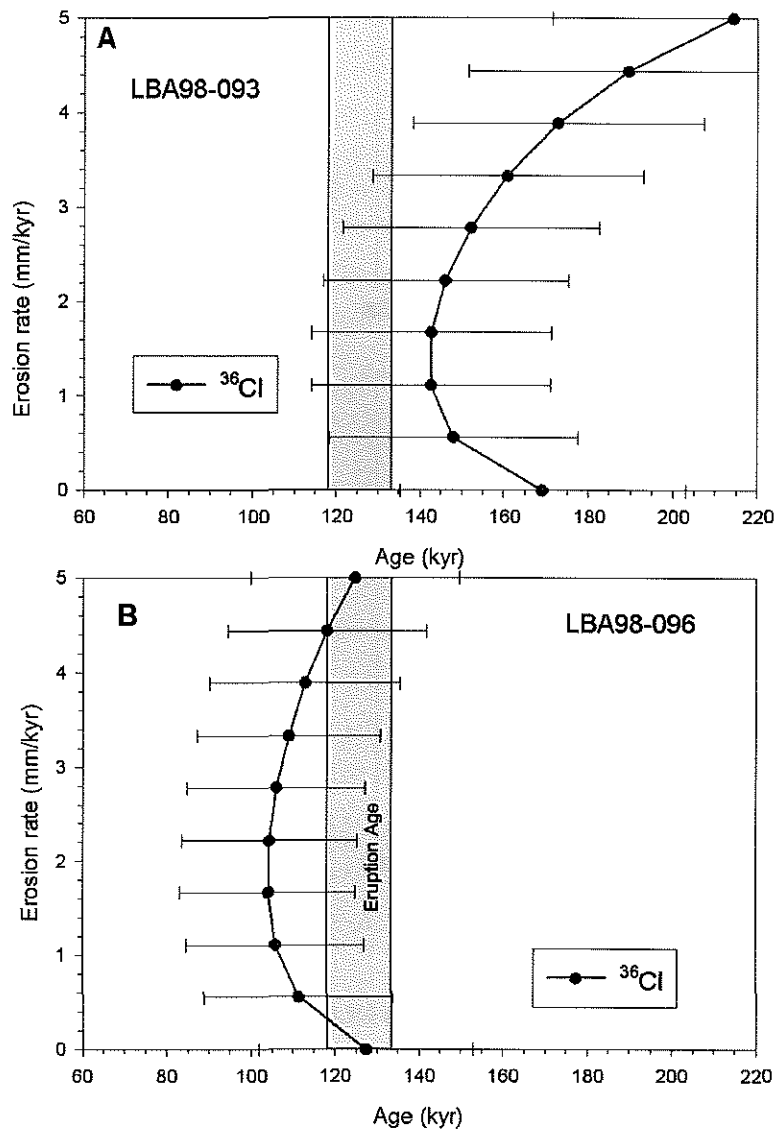 A
LBA98-093
Erosion rate (mm/kyr)
5
4
3
2
1
0
³⁶Cl
60 80 100 120 140 160 180 200 220
Age (kyr)
B
LBA98-096
Erosion rate (mm/kyr)
5
4
3
2
1
0
Eruption Age
³⁶Cl
60 80 100 120 140 160 180 200 220
Age (kyr)